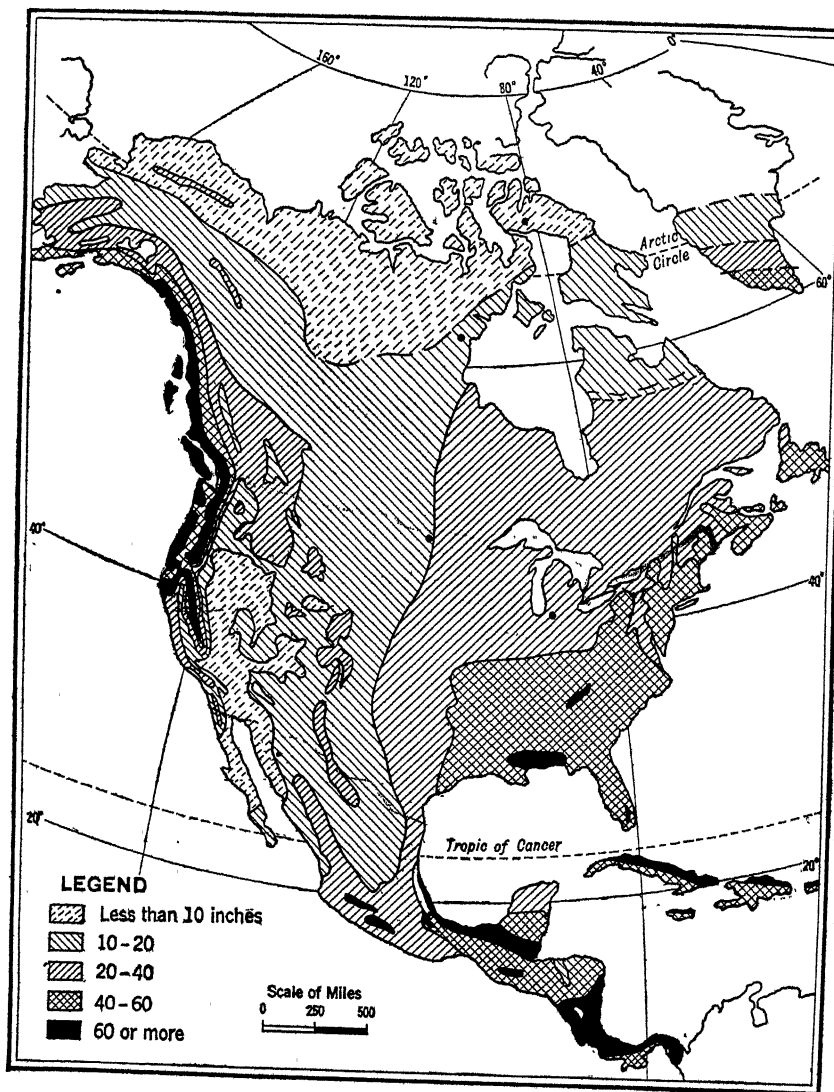 160°
120°
80°
40°
0°
Arctic
Circle
60°
40°
40°
20°
Tropic of Cancer
20°
LEGEND
Less than 10 inches
10-20
20-40
40-60
60 or more
Scale of Miles
0 250 500